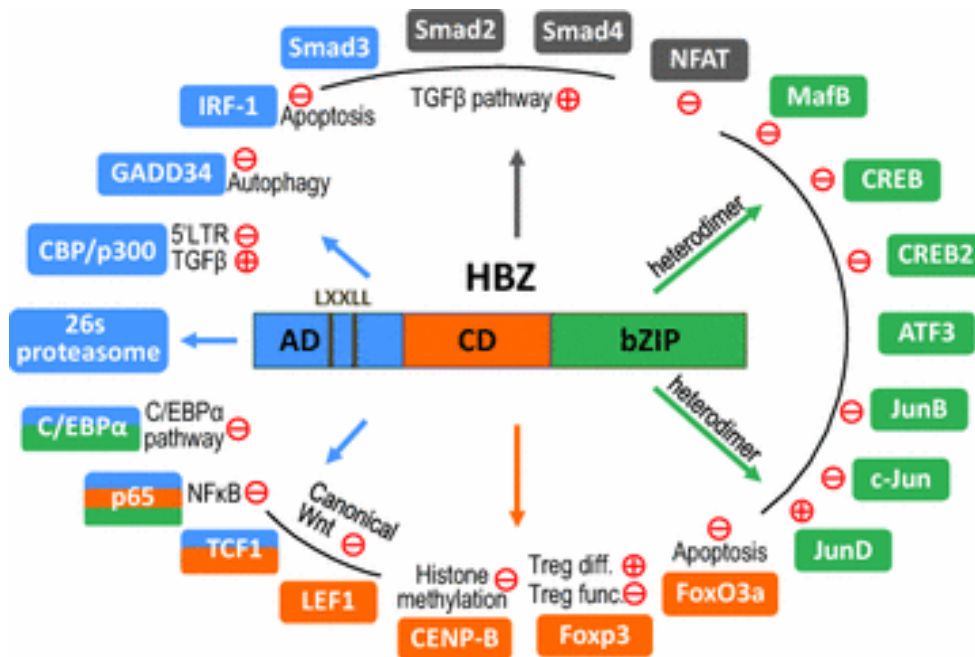 Smad3
Smad2
Smad4
NFAT
MafB
CREB
CREB2
ATF3
JunB
c-Jun
JunD
IRF-1
Apoptosis
TGFβ pathway
GADD34
Autophagy
CBP/p300
5'LTR
TGFβ
26s
proteasome
HBZ
LXXLL
AD
CD
bZIP
heterodimer
heterodimer
C/EBPα
C/EBPα
pathway
p65
NFκB
Canonical
Wnt
TCF1
LEF1
Histone
methylation
CENP-B
Treg diff.
Treg func.
Foxp3
Apoptosis
FoxO3a